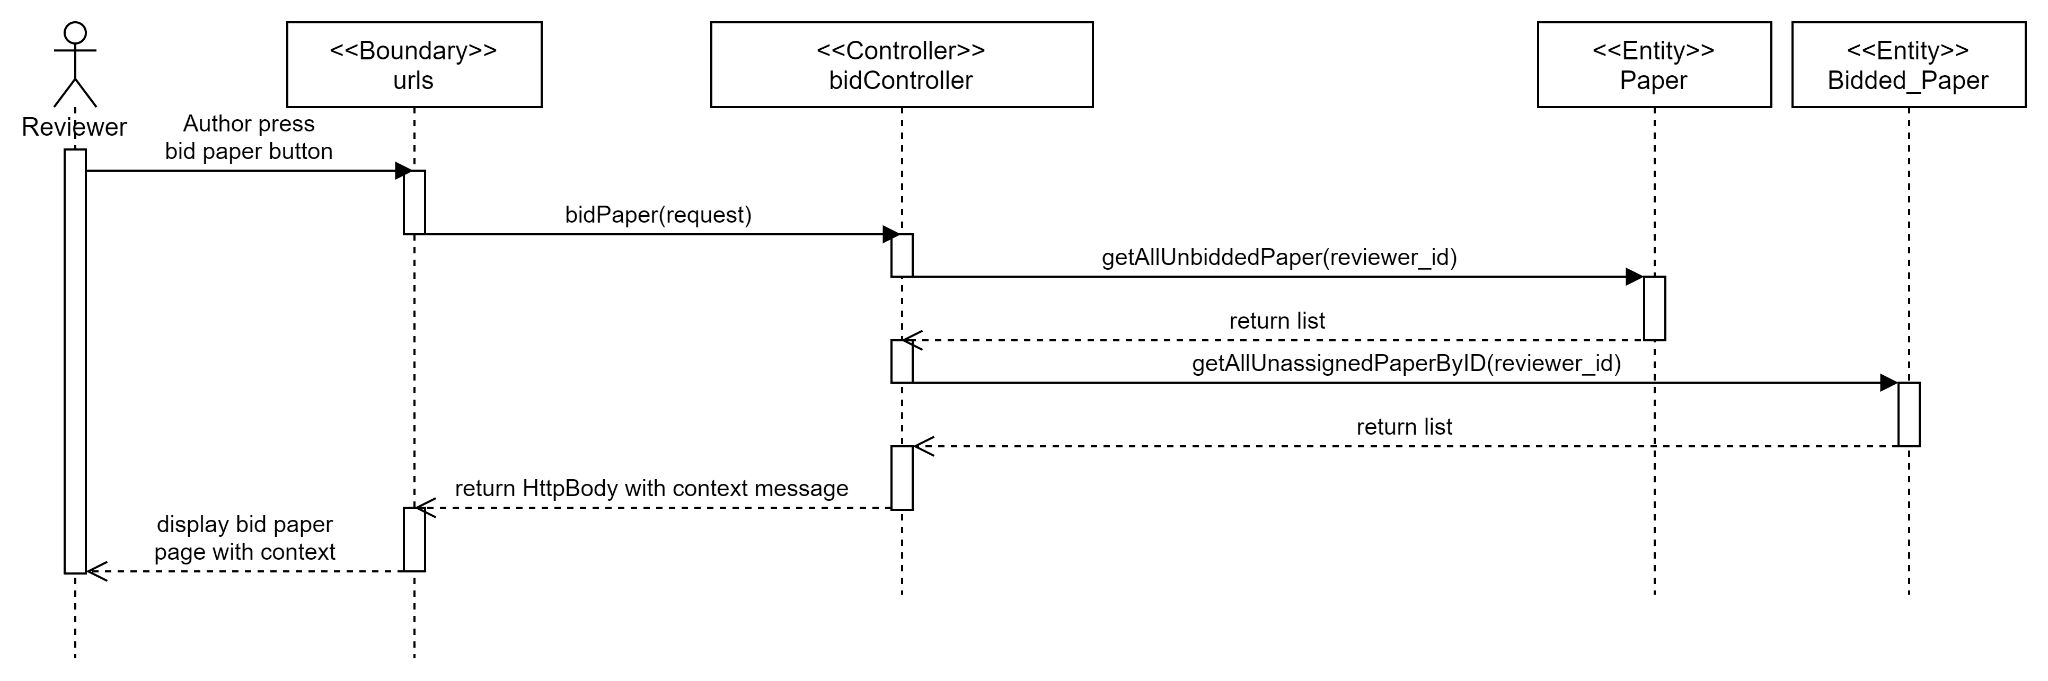 Reviewer
<<Boundary>>
urls
<<Controller>>
bidController
<<Entity>>
Paper
<<Entity>>
Bidded_Paper
Author press
bid paper button
bidPaper(request)
getAllUnbiddedPaper(reviewer_id)
return list
getAllUnassignedPaperByID(reviewer_id)
return list
return HttpBody with context message
display bid paper
page with context